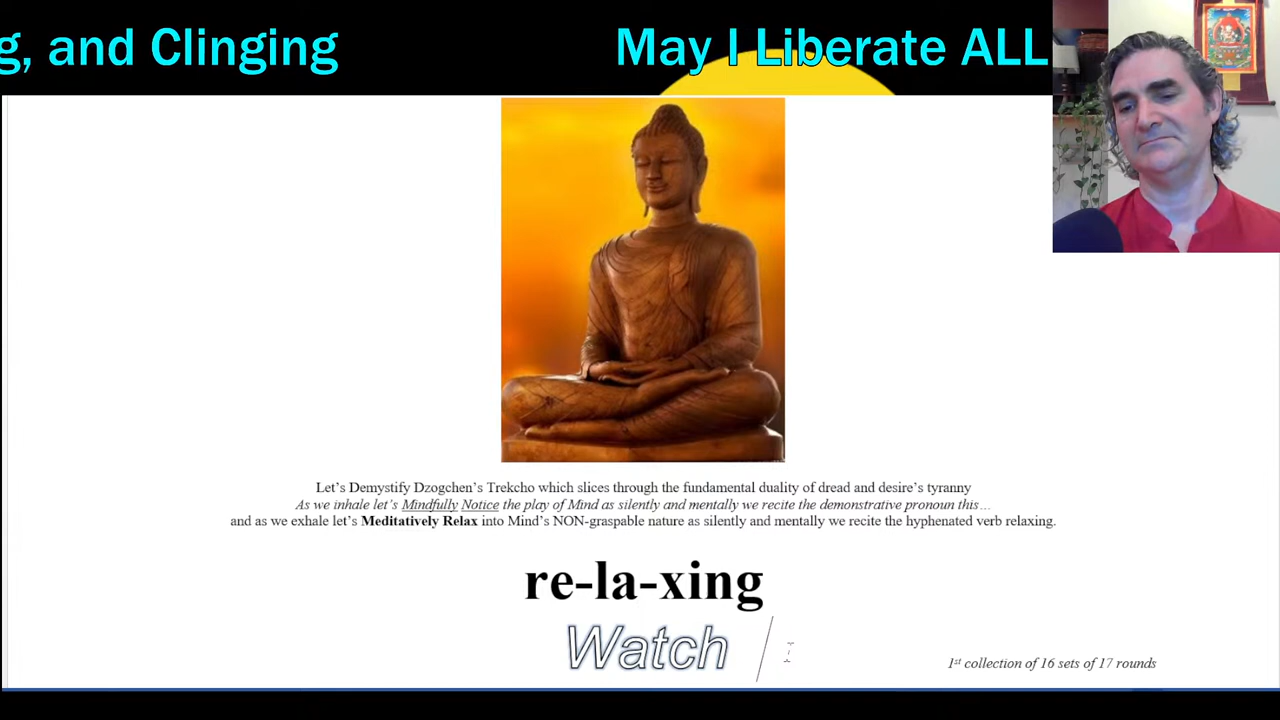 g, and Clinging May I Liberate ALL
Let's Demystify Dzogchen's Trekcho which slices through the fundamental duality of dread and desire's tyranny
As we inhale let's Mindfully Notice the play of Mind as silently and mentally we recite the demonstrative pronoun this…
and as we exhale let's Meditatively Relax into Mind's NON-graspable nature as silently and mentally we recite the hyphenated verb relaxing.
re-la-xing
Watch
1st collection of 16 sets of 17 rounds